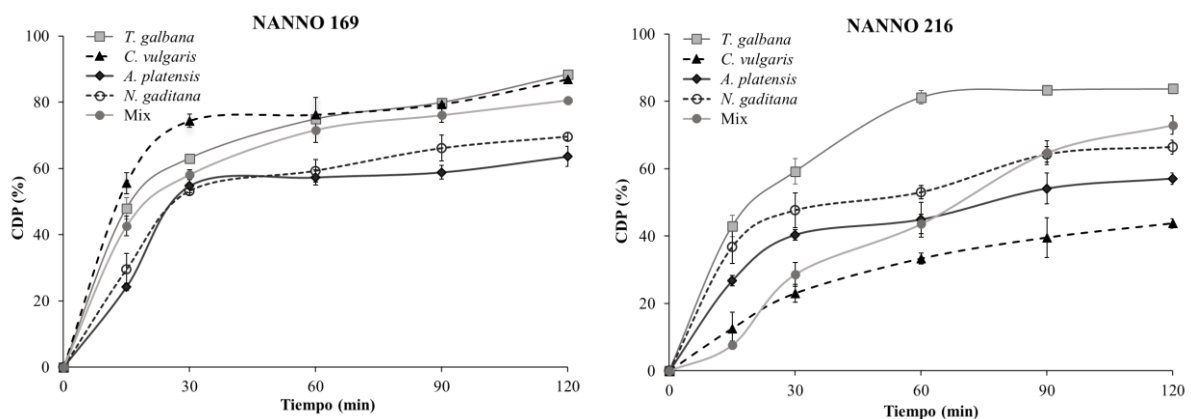 NANNO 169
100
80
60
40
20
0
CDP (%)
T. galbana
C. vulgaris
A. platensis
N. gaditana
Mix
0 30 60 90 120
Tiempo (min)
NANNO 216
100
80
60
40
20
0
CDP (%)
T. galbana
C. vulgaris
A. platensis
N. gaditana
Mix
0 30 60 90 120
Tiempo (min)